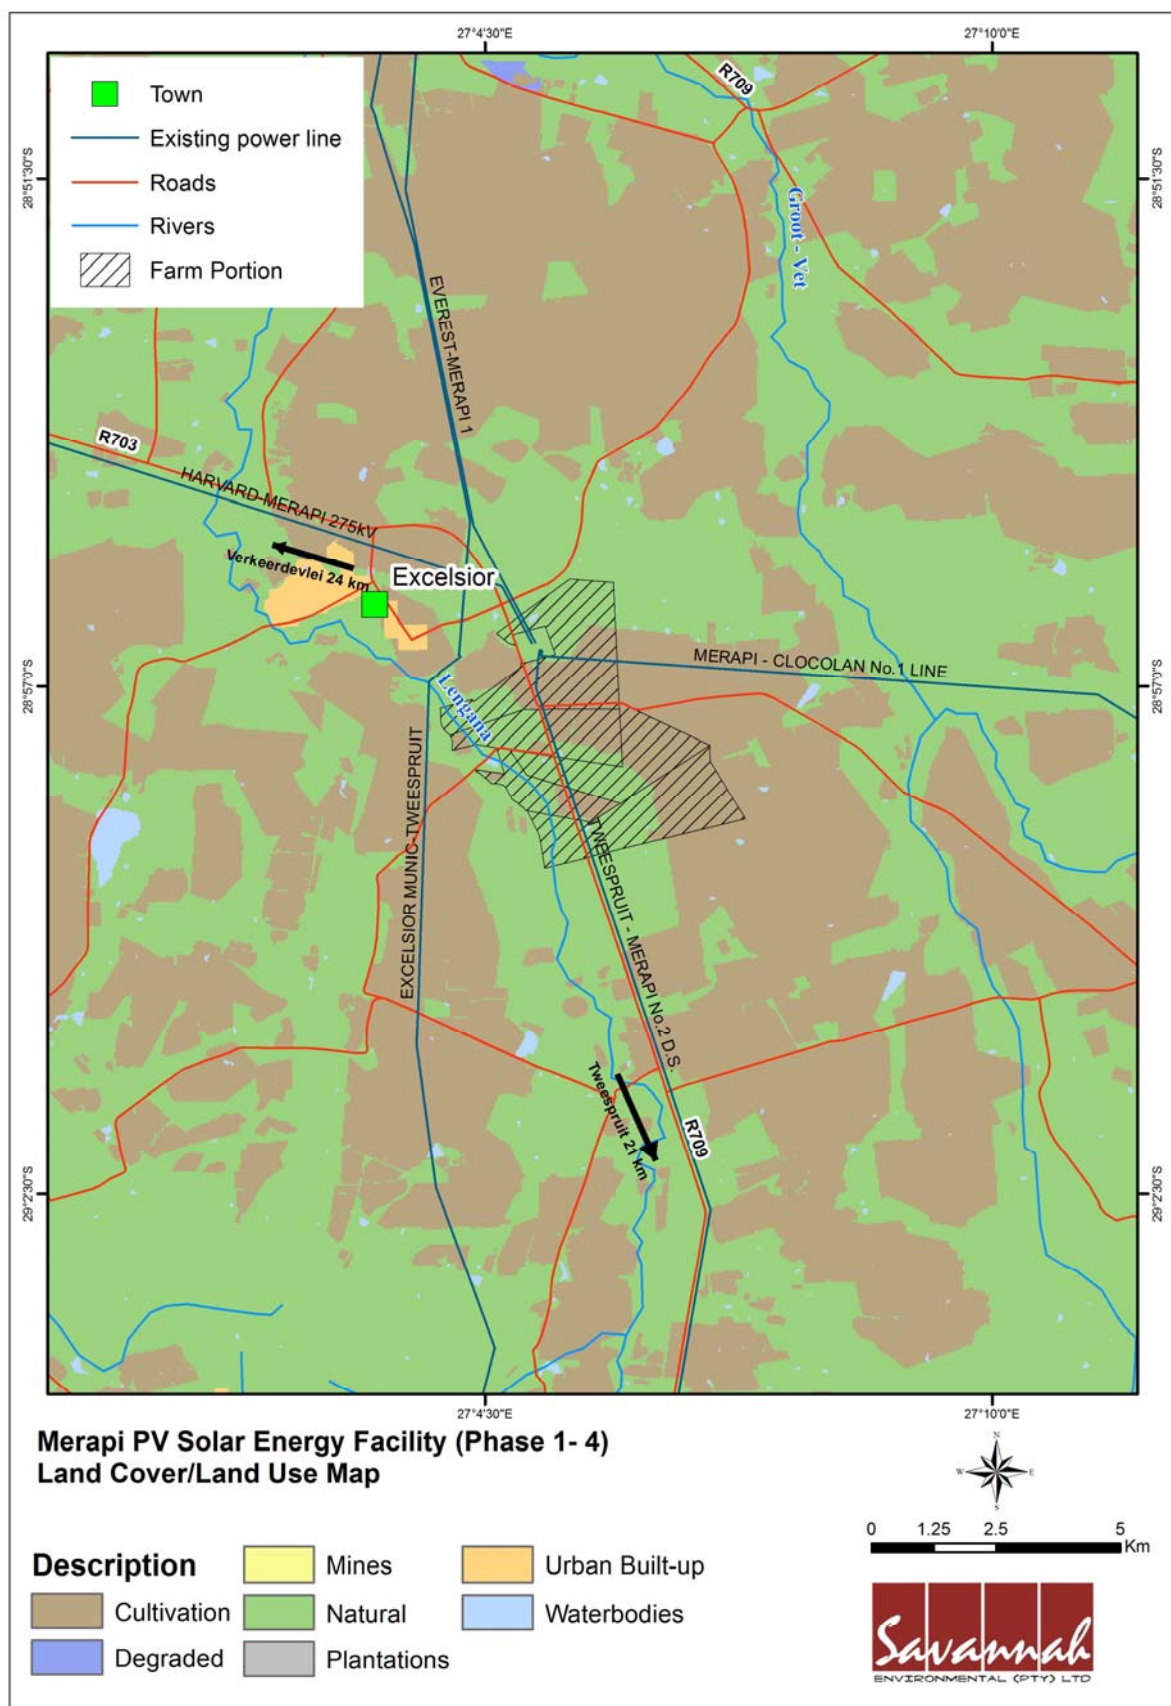 27°4'30"E
27°10'0"E
Town
Existing power line
Roads
Rivers
Farm Portion
R709
28°51'30"S
28°51'30"S
Groot - Vet
EVEREST-MERAPI 1
R703
HARVARD-MERAPI 275kV
Verkeerdevlei 24 km
Excelsior
MERAPI - CLOCOLAN No.1 LINE
28°57'0"S
28°57'0"S
Lengana
EXCELSIOR MUNIC-TWEESPRUIT
TWEESPRUIT - MERAPI No.2 D.S.
Tweespruit 21 km
R709
29°2'30"S
29°2'30"S
27°4'30"E
27°10'0"E
Merapi PV Solar Energy Facility (Phase 1- 4)
Land Cover/Land Use Map
N
W E
S
0 1.25 2.5 5
Km
Description
Mines
Urban Built-up
Cultivation
Natural
Waterbodies
Degraded
Plantations
Savannah
ENVIRONMENTAL (PTY) LTD